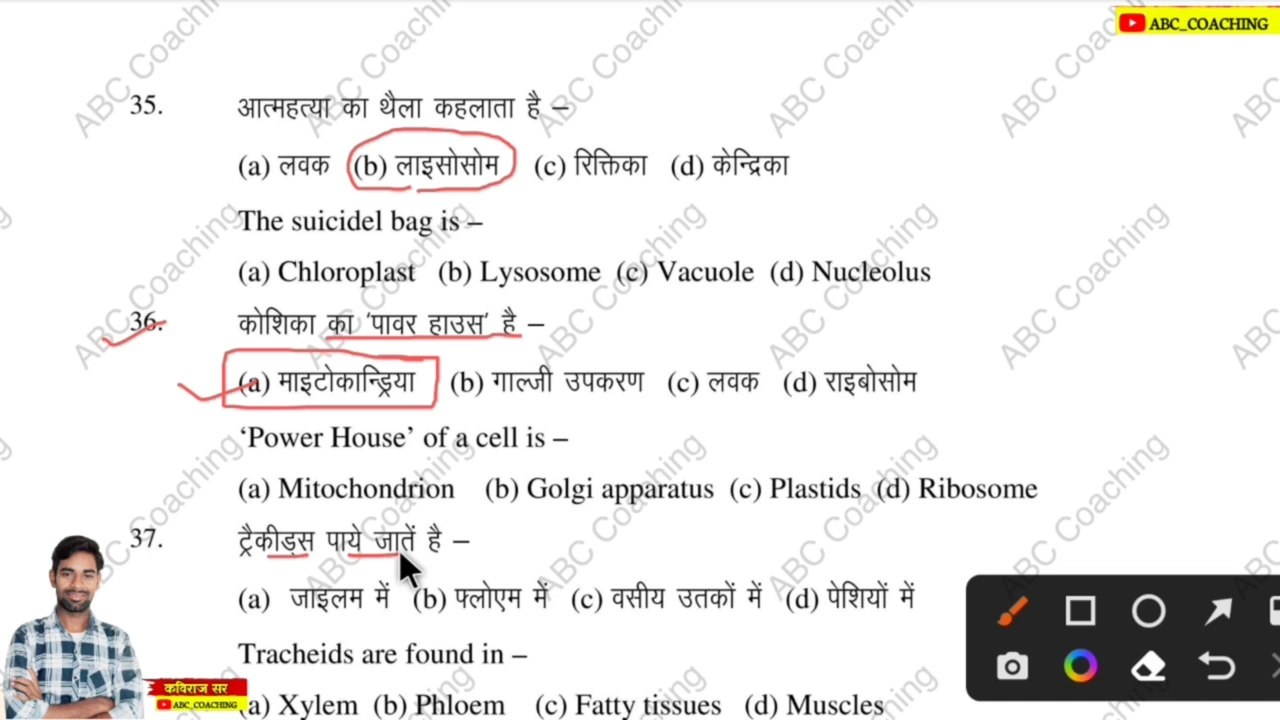 ABC_COACHING
35. आत्महत्या का थैला कहलाता है –
(a) लवक (b) लाइसोसोम (c) रिक्तिका (d) केन्द्रिका
The suicidel bag is –
(a) Chloroplast (b) Lysosome (c) Vacuole (d) Nucleolus
36. कोशिका का ‘पावर हाउस’ है –
(a) माइटोकान्ड्रिया (b) गाल्जी उपकरण (c) लवक (d) राइबोसोम
‘Power House’ of a cell is –
(a) Mitochondrion (b) Golgi apparatus (c) Plastids (d) Ribosome
37. ट्रैकीड्स पाये जातें है –
(a) जाइलम में (b) फ्लोएम में (c) वसीय उतकों में (d) पेशियों में
Tracheids are found in –
(a) Xylem (b) Phloem (c) Fatty tissues (d) Muscles
कविराज सर
ABC_COACHING
ABC Coaching